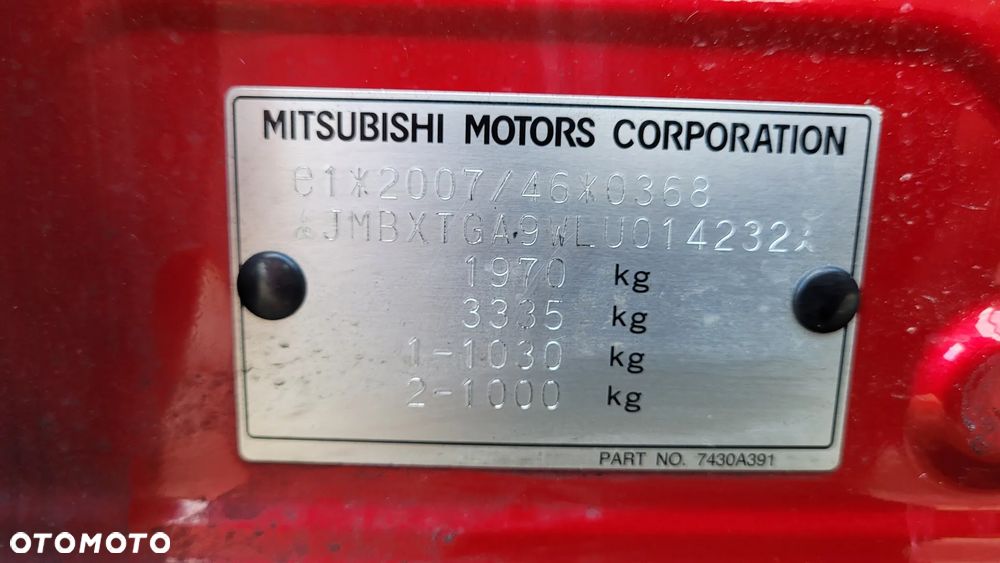 MITSUBISHI MOTORS CORPORATION
e1*2007/46*0368
JMBXTGA9WLU014232
1970 kg
3335 kg
1-1030 kg
2-1000 kg
PART NO. 7430A391
OTOMOTO